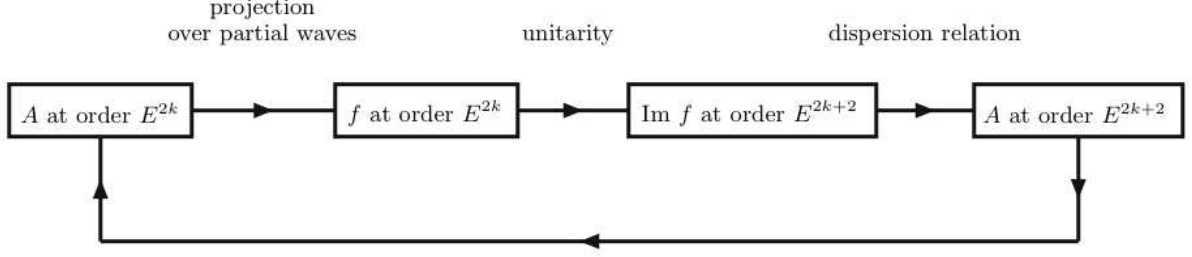 projection
over partial waves
unitarity
dispersion relation
A at order E^{2k}
f at order E^{2k}
Im f at order E^{2k+2}
A at order E^{2k+2}